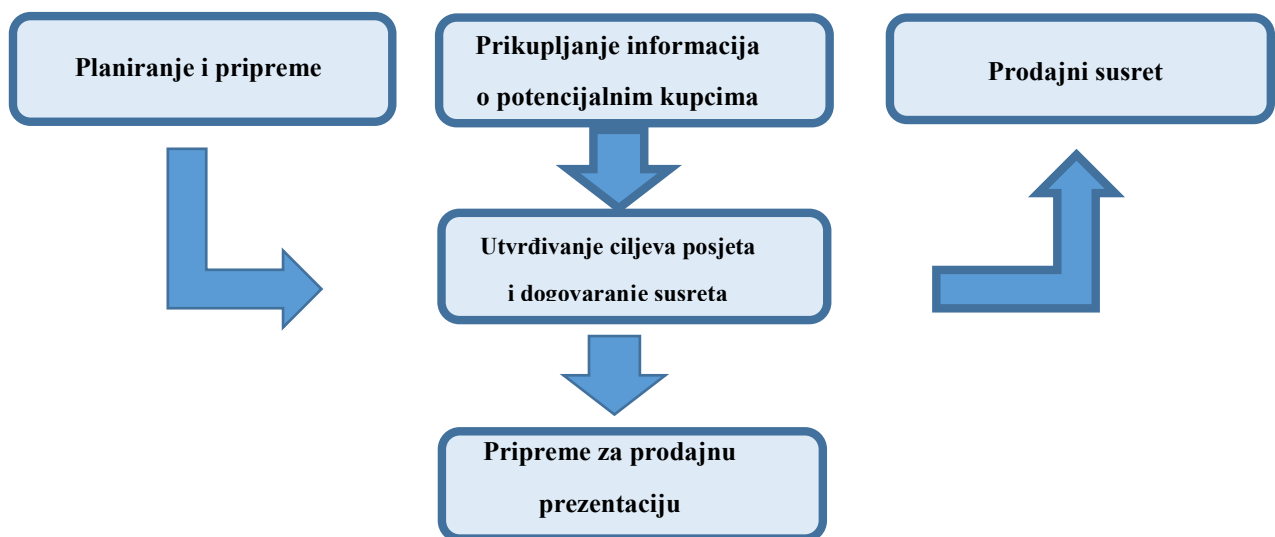 Planiranje i pripreme
Prikupljanje informacija
o potencijalnim kupcima
Prodajni susret
Utvrđivanje ciljeva posjeta
i dogovaranje susreta
Pripreme za prodajnu
prezentaciju